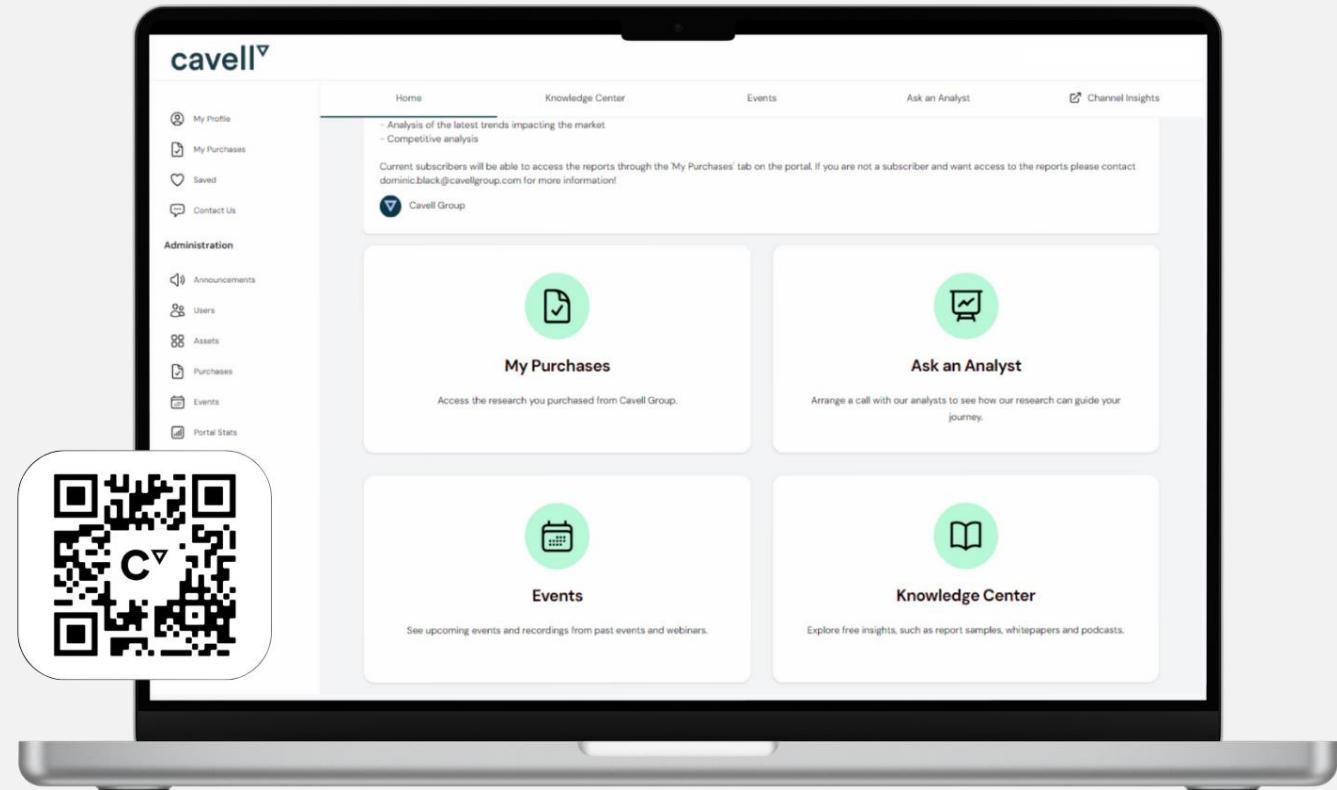 cavell
Home
Knowledge Center
Events
Ask an Analyst
Channel Insights
My Profile
My Purchases
Saved
Contact Us
Administration
Announcements
Users
Assets
Purchases
Events
Portal Stats
- Analysis of the latest trends impacting the market
- Competitive analysis
Current subscribers will be able to access the reports through the 'My Purchases' tab on the portal. If you are not a subscriber and want access to the reports please contact
dominic.black@cavellgroup.com for more information!
Cavell Group
My Purchases
Access the research you purchased from Cavell Group.
Ask an Analyst
Arrange a call with our analysts to see how our research can guide your
journey.
Events
See upcoming events and recordings from past events and webinars.
Knowledge Center
Explore free insights, such as report samples, whitepapers and podcasts.
C